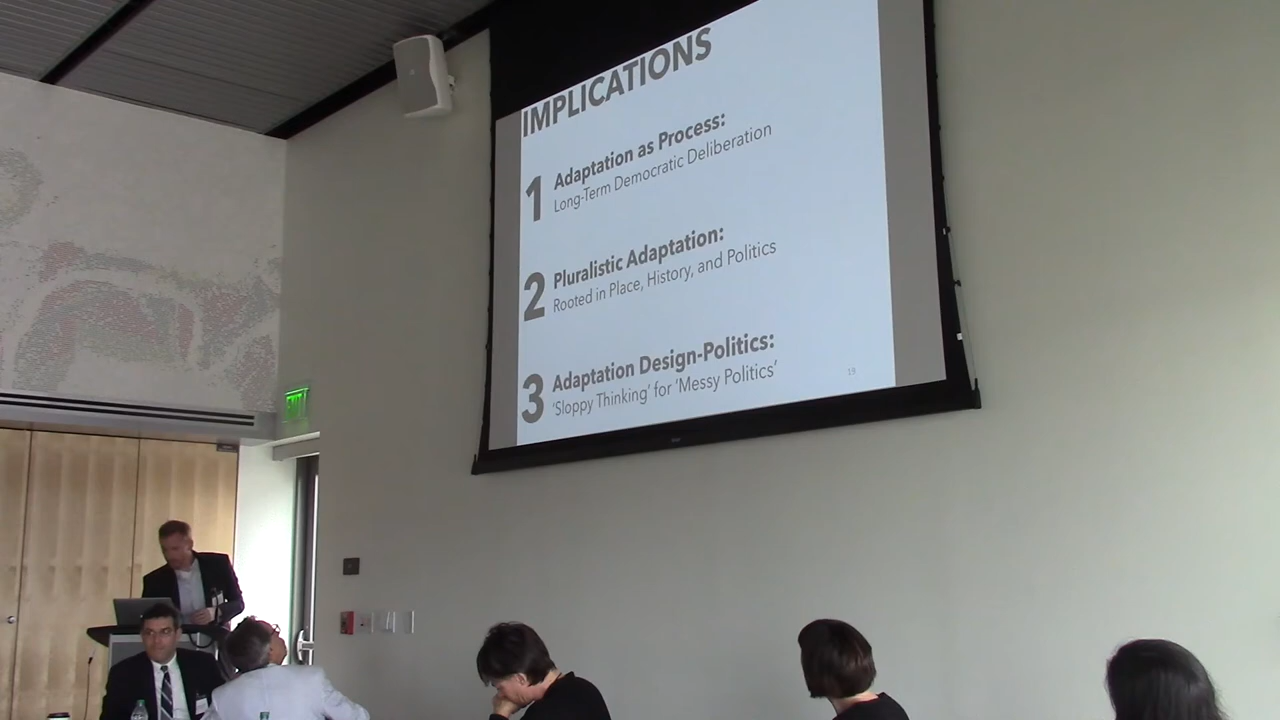 IMPLICATIONS
1
Adaptation as Process:
Long-Term Democratic Deliberation
2
Pluralistic Adaptation:
Rooted in Place, History, and Politics
3
Adaptation Design-Politics:
'Sloppy Thinking' for 'Messy Politics'
19
EXIT